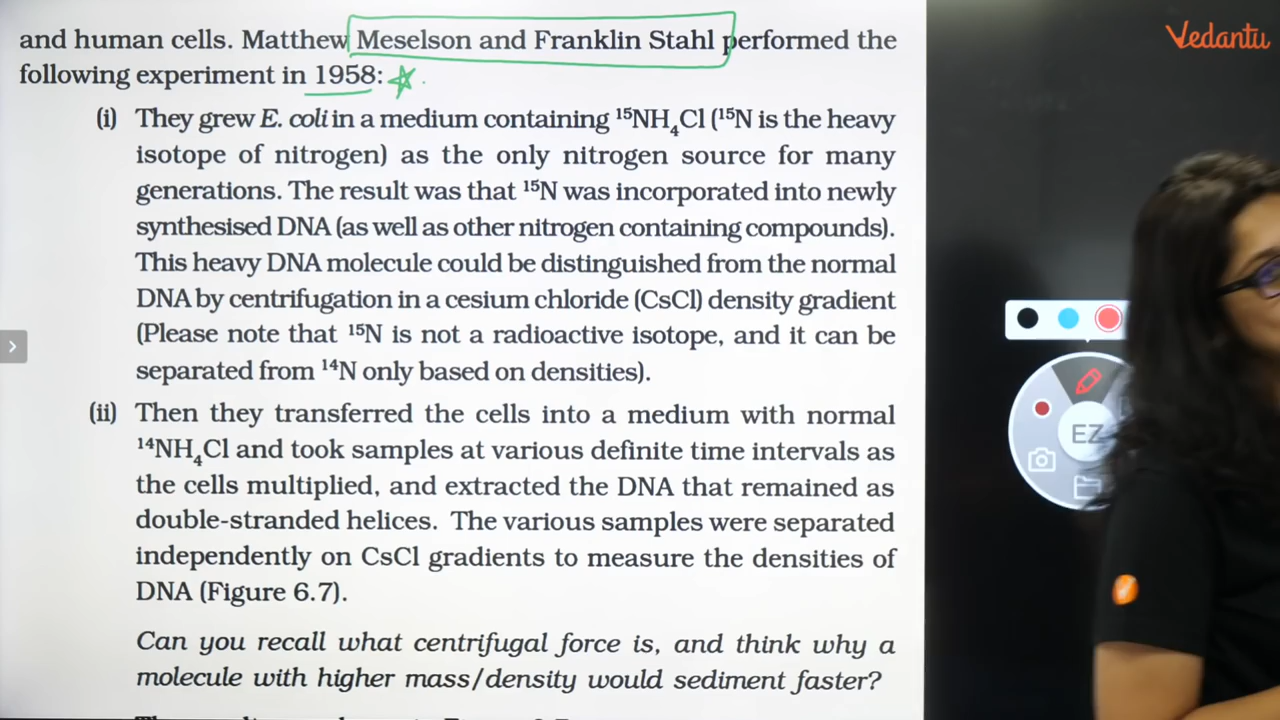 Vedantu
and human cells. Matthew Meselson and Franklin Stahl performed the
following experiment in 1958:
(i) They grew E. coli in a medium containing ¹⁵NH₄Cl (¹⁵N is the heavy
isotope of nitrogen) as the only nitrogen source for many
generations. The result was that ¹⁵N was incorporated into newly
synthesised DNA (as well as other nitrogen containing compounds).
This heavy DNA molecule could be distinguished from the normal
DNA by centrifugation in a cesium chloride (CsCl) density gradient
(Please note that ¹⁵N is not a radioactive isotope, and it can be
separated from ¹⁴N only based on densities).
(ii) Then they transferred the cells into a medium with normal
¹⁴NH₄Cl and took samples at various definite time intervals as
the cells multiplied, and extracted the DNA that remained as
double-stranded helices. The various samples were separated
independently on CsCl gradients to measure the densities of
DNA (Figure 6.7).
Can you recall what centrifugal force is, and think why a
molecule with higher mass/density would sediment faster?
EZ